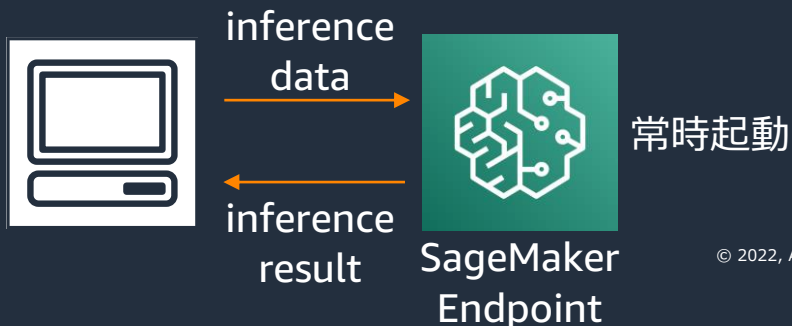 inference
data
常時起動
inference
result
SageMaker
Endpoint
© 2022, A